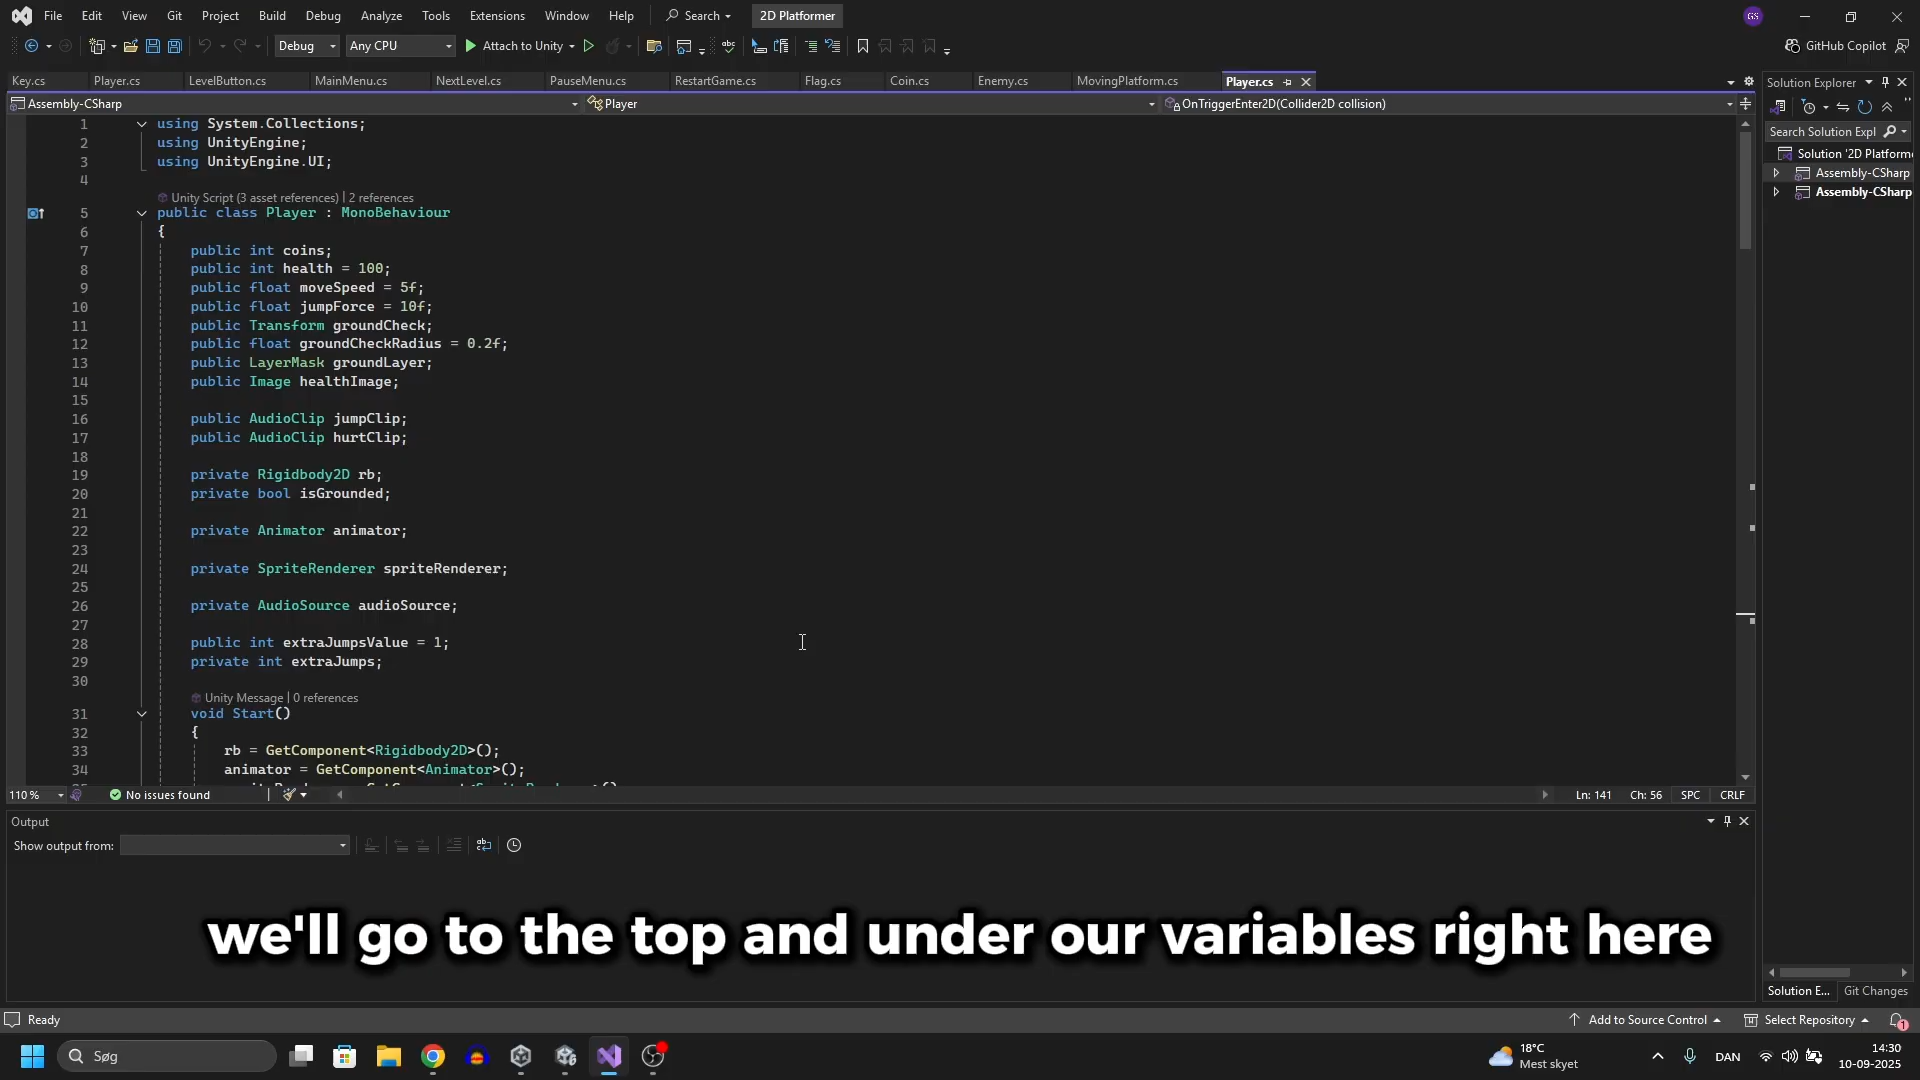 File Edit View Git Project Build Debug Analyze Tools Extensions Window Help Search 2D Platformer GS
Debug Any CPU Attach to Unity GitHub Copilot
Key.cs Player.cs LevelButton.cs MainMenu.cs NextLevel.cs PauseMenu.cs RestartGame.cs Flag.cs Coin.cs Enemy.cs MovingPlatform.cs Player.cs
Assembly-CSharp Player OnTriggerEnter2D(Collider2D collision)
1 using System.Collections;
2 using UnityEngine;
3 using UnityEngine.UI;
4
Unity Script (3 asset references) | 2 references
5 public class Player : MonoBehaviour
6 {
7 public int coins;
8 public int health = 100;
9 public float moveSpeed = 5f;
10 public float jumpForce = 10f;
11 public Transform groundCheck;
12 public float groundCheckRadius = 0.2f;
13 public LayerMask groundLayer;
14 public Image healthImage;
15
16 public AudioClip jumpClip;
17 public AudioClip hurtClip;
18
19 private Rigidbody2D rb;
20 private bool isGrounded;
21
22 private Animator animator;
23
24 private SpriteRenderer spriteRenderer;
25
26 private AudioSource audioSource;
27
28 public int extraJumpsValue = 1;
29 private int extraJumps;
30
Unity Message | 0 references
31 void Start()
32 {
33 rb = GetComponent<Rigidbody2D>();
34 animator = GetComponent<Animator>();
110 % No issues found Ln: 141 Ch: 56 SPC CRLF
Solution Explorer
Search Solution Expl
Solution '2D Platforme
Assembly-CSharp
Assembly-CSharp
Output
Show output from:
we'll go to the top and under our variables right here
Solution E... Git Changes
Ready Add to Source Control Select Repository 1
Søg
18°C
Mest skyet
DAN
14:30
10-09-2025